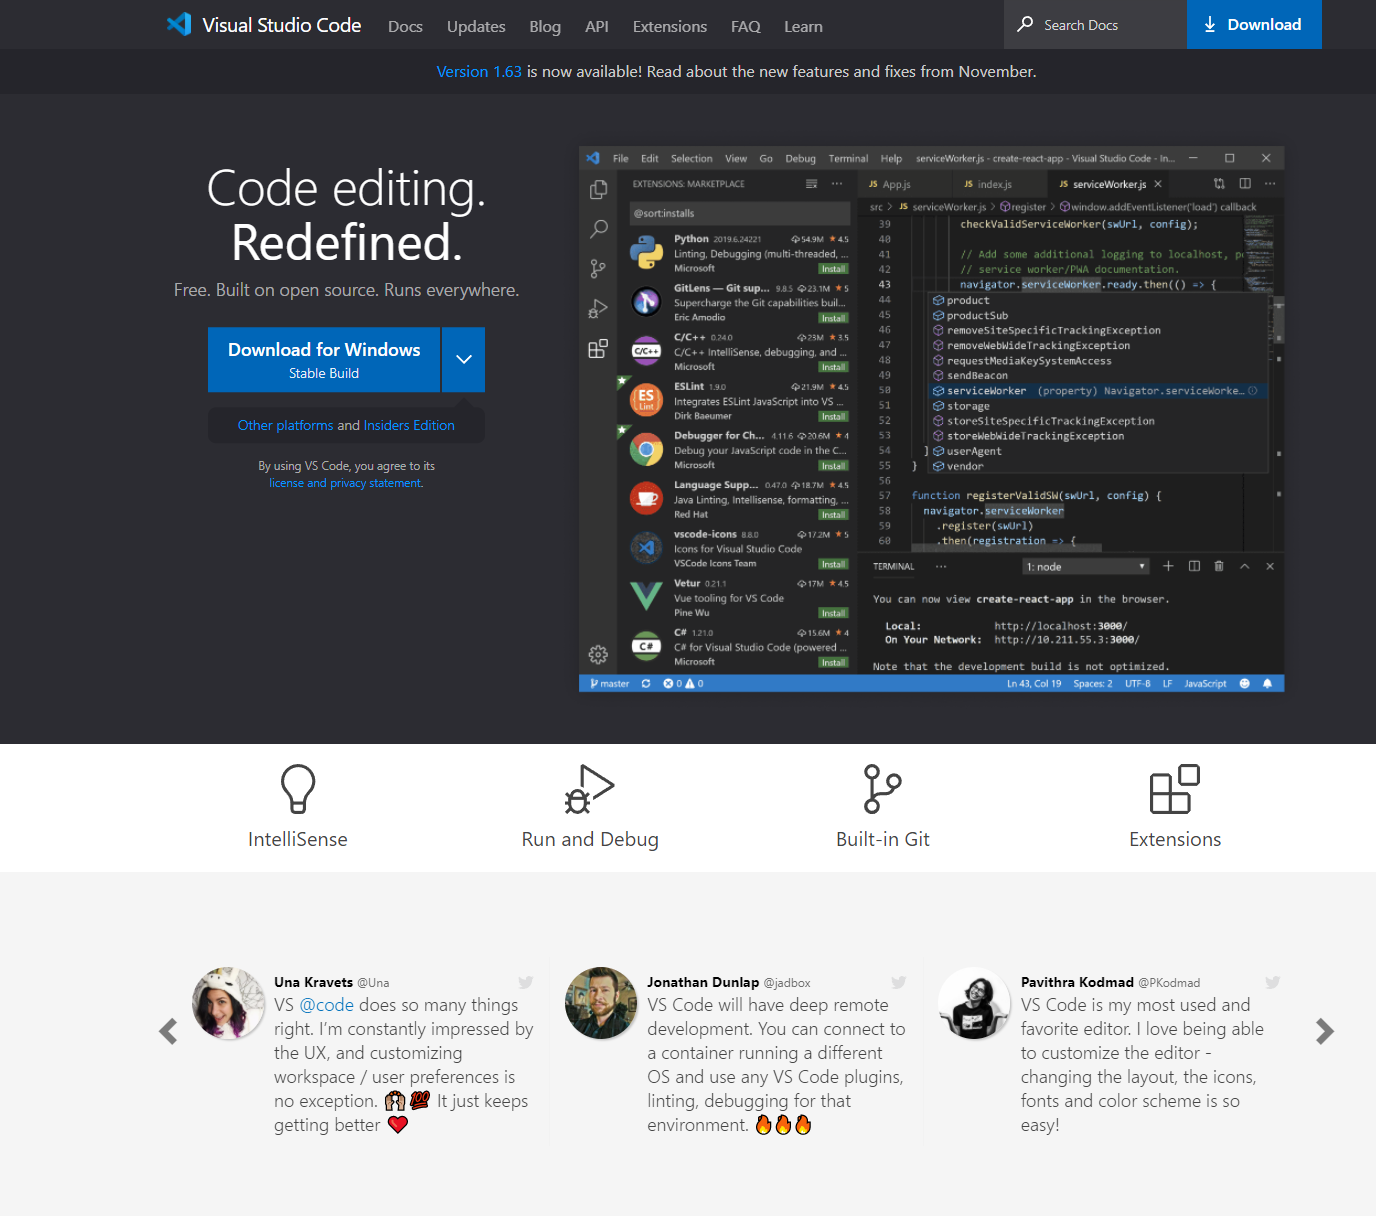 Visual Studio Code Docs Updates Blog API Extensions FAQ Learn Search Docs Download
Version 1.63 is now available! Read about the new features and fixes from November.
Code editing.
Redefined.
Free. Built on open source. Runs everywhere.
Download for Windows
Stable Build
Other platforms and Insiders Edition
By using VS Code, you agree to its
license and privacy statement.
File Edit Selection View Go Debug Terminal Help serviceWorker.js - create-react-app - Visual Studio Code - In...
EXTENSIONS: MARKETPLACE
@sort:installs
Python 2019.6.24221 54.9M ★ 4.5
Linting, Debugging (multi-threaded, ...
Microsoft Install
GitLens — Git sup... 9.8.5 23.1M ★ 5
Supercharge the Git capabilities buil...
Eric Amodio Install
C/C++
C/C++ 0.24.0 23M ★ 3.5
C/C++ IntelliSense, debugging, and ...
Microsoft Install
ES
Lint
ESLint 1.9.0 21.9M ★ 4.5
Integrates ESLint JavaScript into VS ...
Dirk Baeumer Install
Debugger for Ch... 4.11.6 20.6M ★ 4
Debug your JavaScript code in the C...
Microsoft Install
Language Supp... 0.47.0 18.7M ★ 4.5
Java Linting, Intellisense, formatting, ...
Red Hat Install
vscode-icons 8.8.0 17.2M ★ 5
Icons for Visual Studio Code
VSCode Icons Team Install
Vetur 0.21.1 17M ★ 4.5
Vue tooling for VS Code
Pine Wu Install
C#
C# 1.21.0 15.6M ★ 4
C# for Visual Studio Code (powered ...
Microsoft Install
JS App.js JS index.js JS serviceWorker.js
src > JS serviceWorker.js > register > window.addEventListener('load') callback
39 checkValidServiceWorker(swUrl, config);
40
41 // Add some additional logging to localhost, po
42 // service worker/PWA documentation.
43 navigator.serviceWorker.ready.then(() => {
44 product
45 productSub
46 removeSiteSpecificTrackingException
47 removeWebWideTrackingException
48 requestMediaKeySystemAccess
49 sendBeacon
50 serviceWorker (property) Navigator.serviceWorke...
51 storage
52 storeSiteSpecificTrackingException
53 storeWebWideTrackingException
54 ] userAgent
55 } vendor
56
57 function registerValidSW(swUrl, config) {
58 navigator.serviceWorker
59 .register(swUrl)
60 .then(registration => {
TERMINAL ... 1: node
You can now view create-react-app in the browser.
Local: http://localhost:3000/
On Your Network: http://10.211.55.3:3000/
Note that the development build is not optimized.
master 0 0 Ln 43, Col 19 Spaces: 2 UTF-8 LF JavaScript
IntelliSense
Run and Debug
Built-in Git
Extensions
Una Kravets @Una
VS @code does so many things
right. I'm constantly impressed by
the UX, and customizing
workspace / user preferences is
no exception. 🙌💯 It just keeps
getting better ❤️
Jonathan Dunlap @jadbox
VS Code will have deep remote
development. You can connect to
a container running a different
OS and use any VS Code plugins,
linting, debugging for that
environment. 🔥🔥🔥
Pavithra Kodmad @PKodmad
VS Code is my most used and
favorite editor. I love being able
to customize the editor -
changing the layout, the icons,
fonts and color scheme is so
easy!